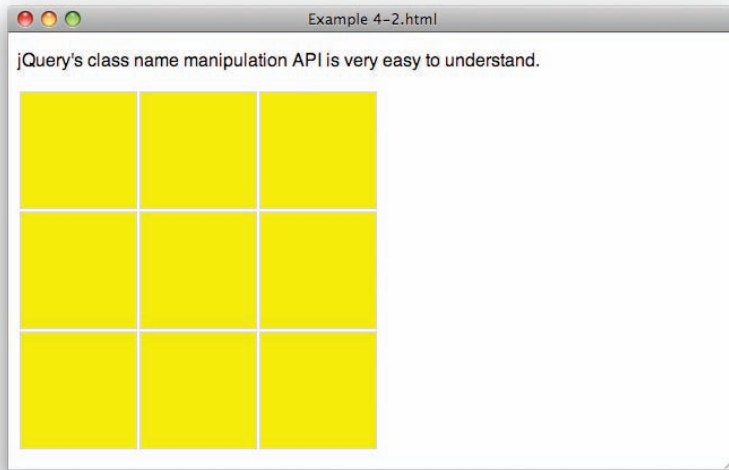 Example 4-2.html
jQuery's class name manipulation API is very easy to understand.